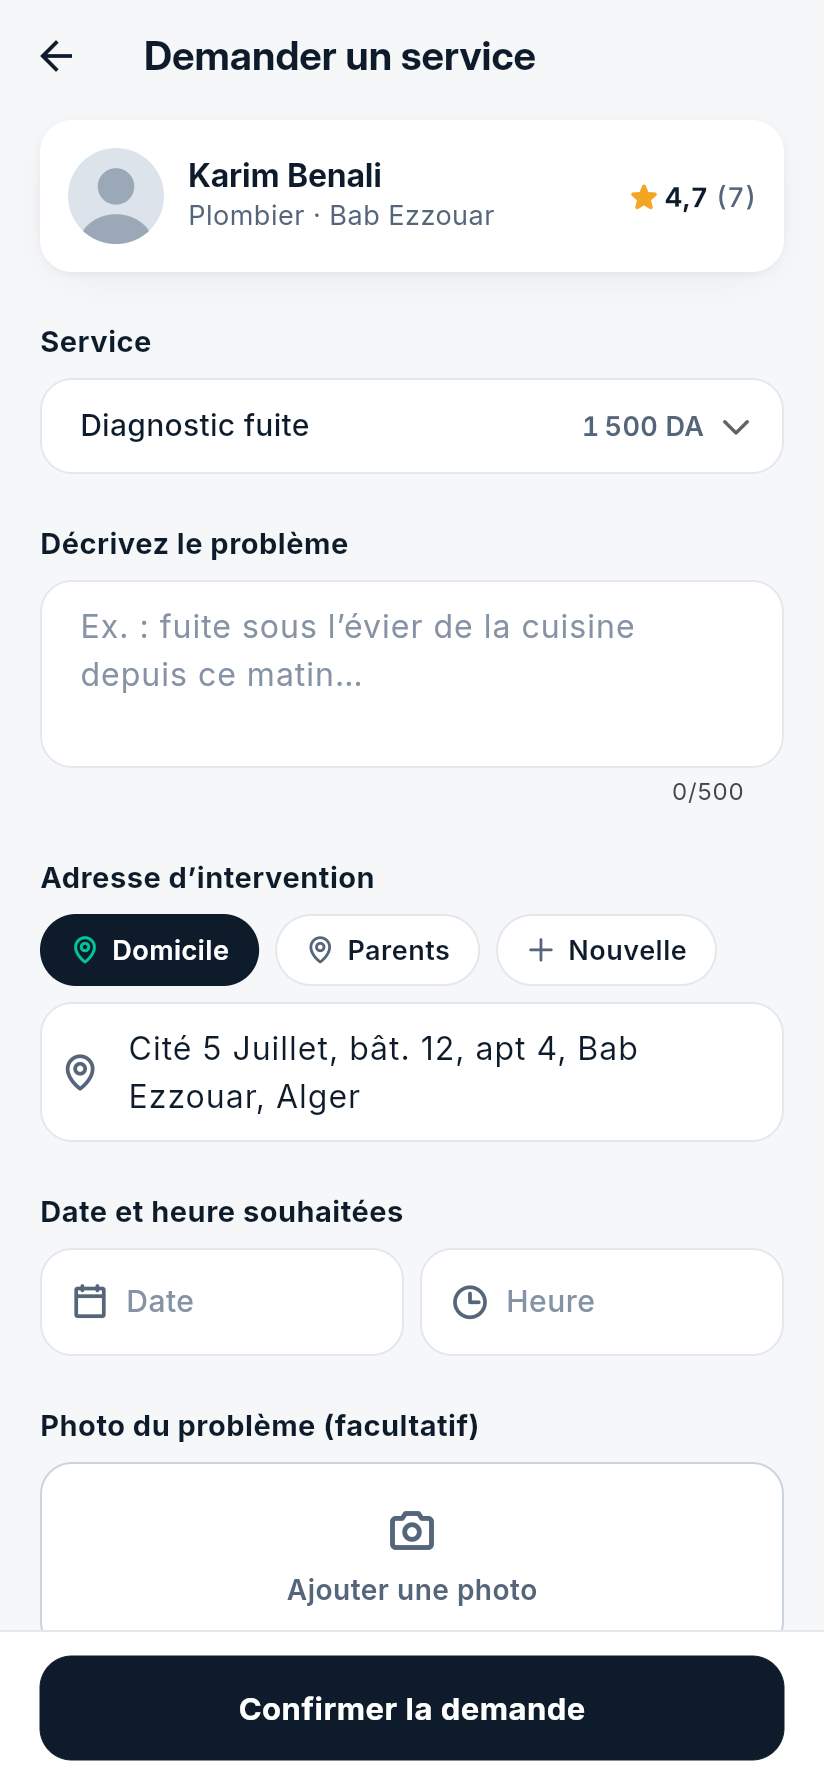 Demander un service
Karim Benali
Plombier · Bab Ezzouar
4,7 (7)
Service
Diagnostic fuite 1 500 DA
Décrivez le problème
Ex. : fuite sous l’évier de la cuisine
depuis ce matin…
0/500
Adresse d’intervention
Domicile Parents Nouvelle
Cité 5 Juillet, bât. 12, apt 4, Bab
Ezzouar, Alger
Date et heure souhaitées
Date Heure
Photo du problème (facultatif)
Ajouter une photo
Confirmer la demande